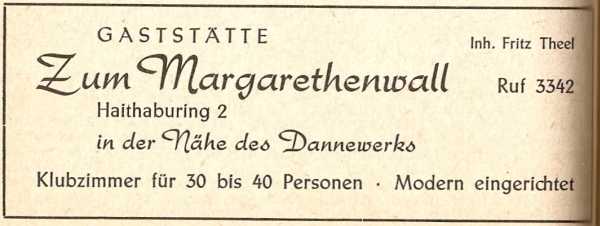 GASTSTÄTTE
Inh. Fritz Theel
Zum Margarethenwall
Ruf 3342
Haithaburing 2
in der Nähe des Dannewerks
Klubzimmer für 30 bis 40 Personen · Modern eingerichtet